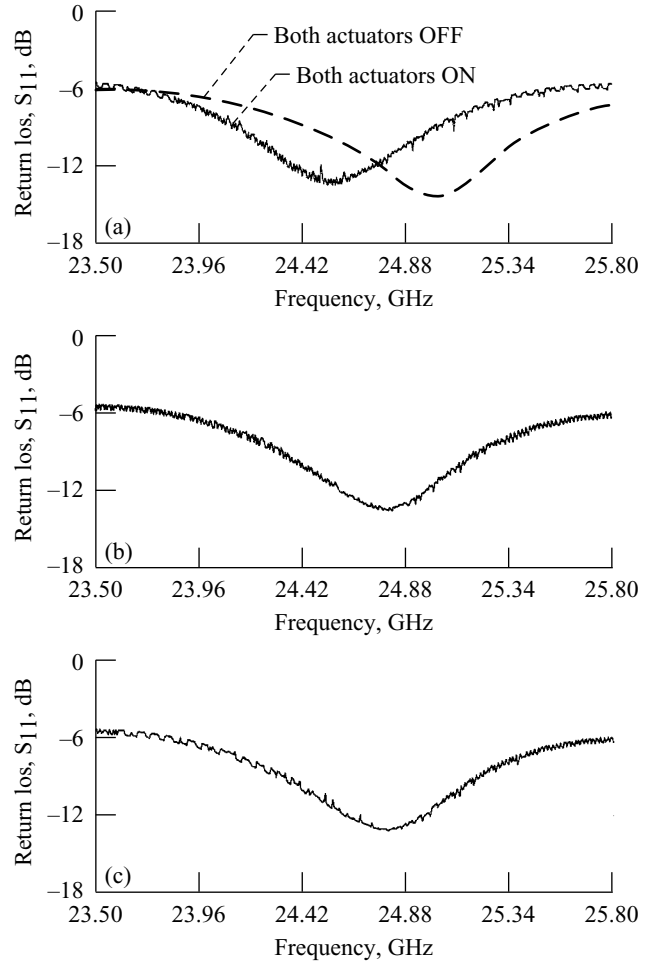 0
Both actuators OFF
Both actuators ON
−6
−12
−18
Return los, S11, dB
(a)
23.50 23.96 24.42 24.88 25.34 25.80
Frequency, GHz
0
−6
−12
−18
Return los, S11, dB
(b)
23.50 23.96 24.42 24.88 25.34 25.80
Frequency, GHz
0
−6
−12
−18
Return los, S11, dB
(c)
23.50 23.96 24.42 24.88 25.34 25.80
Frequency, GHz